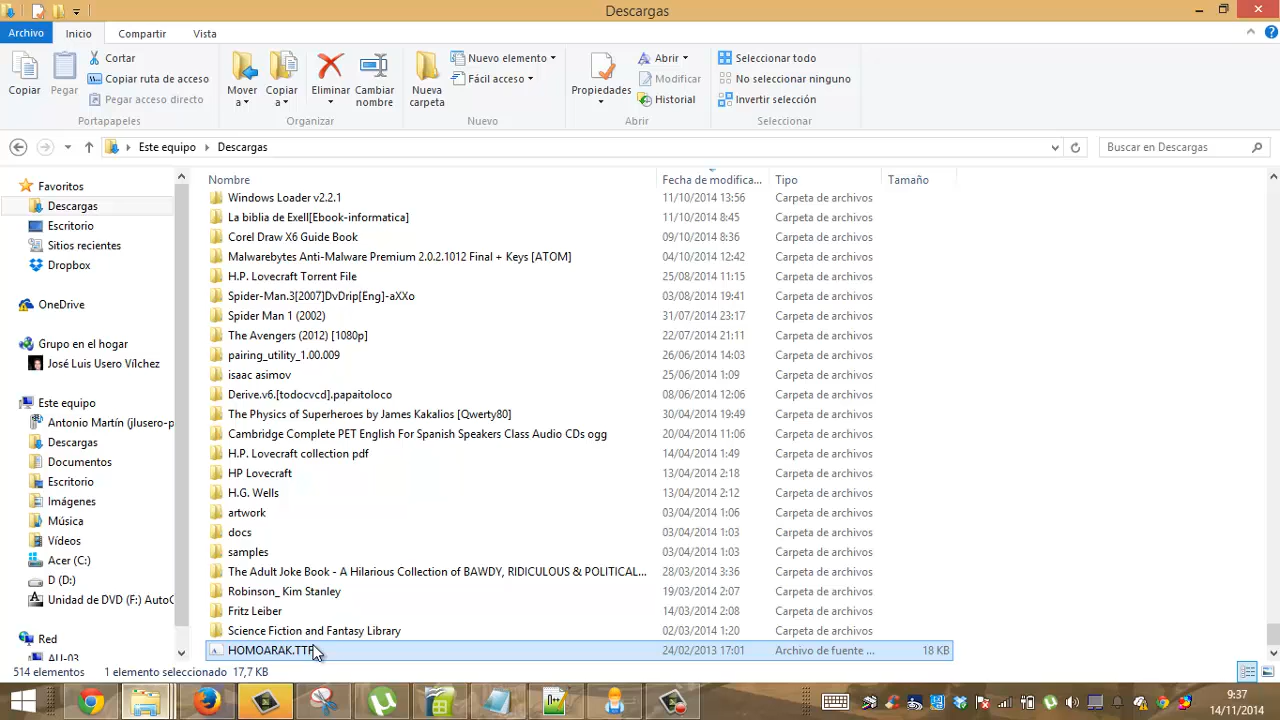 Descargas
Archivo Inicio Compartir Vista
Copiar
Pegar
Cortar
Copiar ruta de acceso
Pegar acceso directo
Portapapeles
Mover a
Copiar a
Eliminar
Cambiar nombre
Organizar
Nueva carpeta
Nuevo elemento
Fácil acceso
Nuevo
Propiedades
Abrir
Modificar
Historial
Abrir
Seleccionar todo
No seleccionar ninguno
Invertir selección
Seleccionar
Este equipo Descargas
Buscar en Descargas
Favoritos
Descargas
Escritorio
Sitios recientes
Dropbox
OneDrive
Grupo en el hogar
José Luis Usero Vílchez
Este equipo
Antonio Martín (jlusero-p
Descargas
Documentos
Escritorio
Imágenes
Música
Vídeos
Acer (C:)
D (D:)
Unidad de DVD (F:) AutoC
Red
AU-03
Nombre Fecha de modifica... Tipo Tamaño
Windows Loader v2.2.1 11/10/2014 13:56 Carpeta de archivos
La biblia de Exell[Ebook-informatica] 11/10/2014 8:45 Carpeta de archivos
Corel Draw X6 Guide Book 09/10/2014 8:36 Carpeta de archivos
Malwarebytes Anti-Malware Premium 2.0.2.1012 Final + Keys [ATOM] 04/10/2014 12:42 Carpeta de archivos
H.P. Lovecraft Torrent File 25/08/2014 11:15 Carpeta de archivos
Spider-Man.3[2007]DvDrip[Eng]-aXXo 03/08/2014 19:41 Carpeta de archivos
Spider Man 1 (2002) 31/07/2014 23:17 Carpeta de archivos
The Avengers (2012) [1080p] 22/07/2014 21:11 Carpeta de archivos
pairing_utility_1.00.009 26/06/2014 14:03 Carpeta de archivos
isaac asimov 25/06/2014 1:09 Carpeta de archivos
Derive.v6.[todocvcd].papaitoloco 08/06/2014 12:06 Carpeta de archivos
The Physics of Superheroes by James Kakalios [Qwerty80] 30/04/2014 19:49 Carpeta de archivos
Cambridge Complete PET English For Spanish Speakers Class Audio CDs ogg 20/04/2014 11:06 Carpeta de archivos
H.P. Lovecraft collection pdf 14/04/2014 1:49 Carpeta de archivos
HP Lovecraft 13/04/2014 2:18 Carpeta de archivos
H.G. Wells 13/04/2014 2:12 Carpeta de archivos
artwork 03/04/2014 1:06 Carpeta de archivos
docs 03/04/2014 1:03 Carpeta de archivos
samples 03/04/2014 1:03 Carpeta de archivos
The Adult Joke Book - A Hilarious Collection of BAWDY, RIDICULOUS & POLITICAL... 28/03/2014 3:36 Carpeta de archivos
Robinson_ Kim Stanley 19/03/2014 2:07 Carpeta de archivos
Fritz Leiber 14/03/2014 2:08 Carpeta de archivos
Science Fiction and Fantasy Library 02/03/2014 1:20 Carpeta de archivos
HOMOARAK.TTF 24/02/2013 17:01 Archivo de fuente ... 18 KB
514 elementos 1 elemento seleccionado 17,7 KB
9:37
14/11/2014